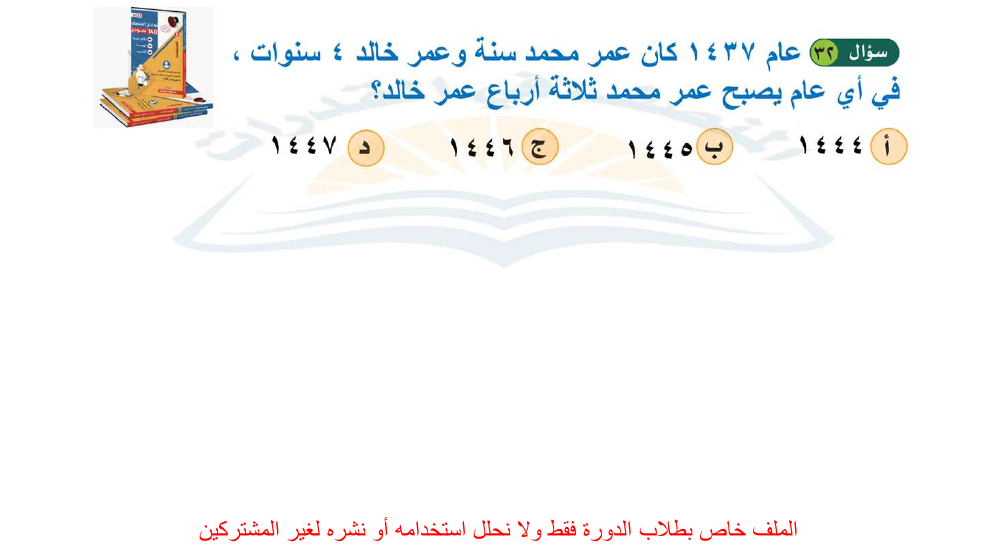 سؤال ٣٢ عام ١٤٣٧ كان عمر محمد سنة وعمر خالد ٤ سنوات ،
في أي عام يصبح عمر محمد ثلاثة أرباع عمر خالد؟
أ ١٤٤٤ ب ١٤٤٥ ج ١٤٤٦ د ١٤٤٧
الملف خاص بطلاب الدورة فقط ولا نحلل استخدامه أو نشره لغير المشتركين